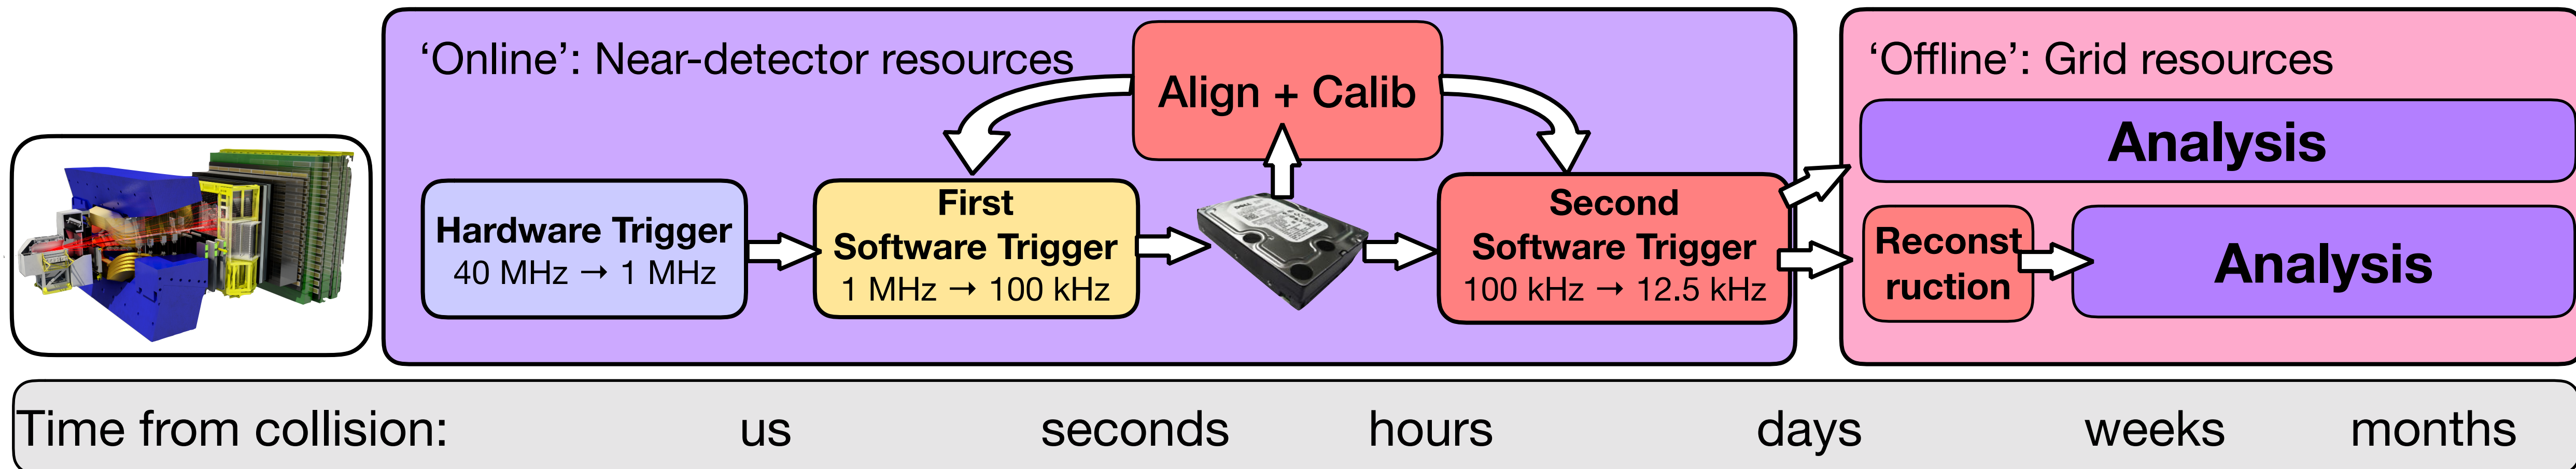 ‘Online’: Near-detector resources
Align + Calib
‘Offline’: Grid resources
Analysis
Hardware Trigger
40 MHz → 1 MHz
First
Software Trigger
1 MHz → 100 kHz
DELL
Second
Software Trigger
100 kHz → 12.5 kHz
Reconst
ruction
Analysis
Time from collision:
us
seconds
hours
days
weeks
months